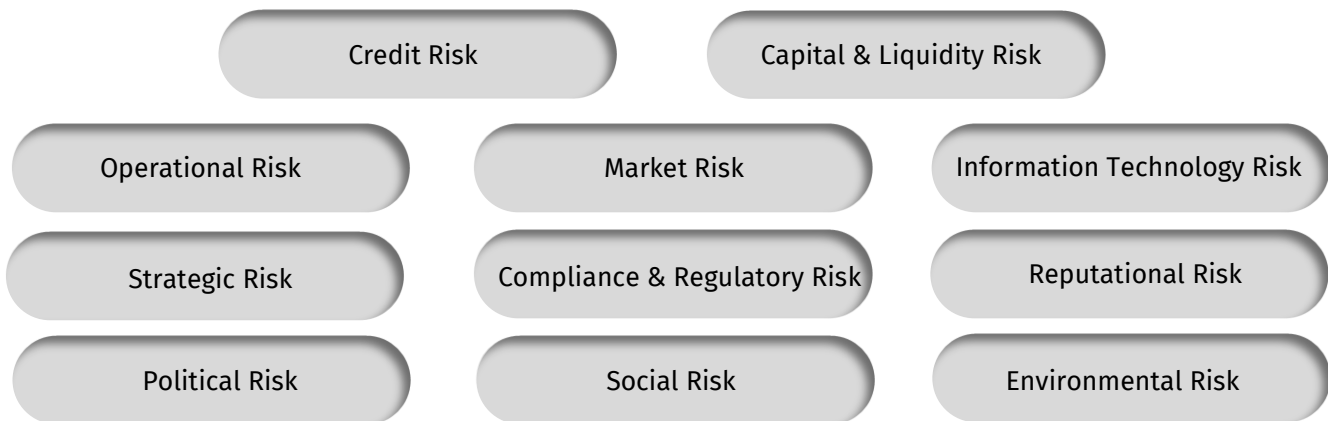 Credit Risk
Capital & Liquidity Risk
Operational Risk
Market Risk
Information Technology Risk
Strategic Risk
Compliance & Regulatory Risk
Reputational Risk
Political Risk
Social Risk
Environmental Risk